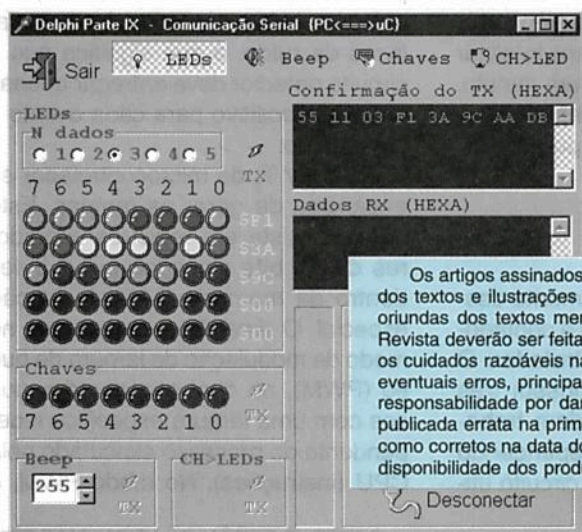 Delphi Parte IX - Comunicação Serial (PC<===>uC)
Sair
LEDs
Beep
Chaves
CH>LED
LEDs
N dados
1 2 3 4 5
TX
7 6 5 4 3 2 1 0
$F1
$3A
$9C
$00
$00
Chaves
7 6 5 4 3 2 1 0
TX
Beep
255
TX
CH>LEDs
TX
Confirmação do TX (HEXA)
55 11 03 F1 3A 9C AA DB
Dados RX (HEXA)
Os artigos assinados
dos textos e ilustrações
oriundas dos textos
Revista deverão ser feita
os cuidados razoáveis na
eventuais erros,
responsabilidade por
publicada errata na
como corretos na data do
disponibilidade dos
Desconectar